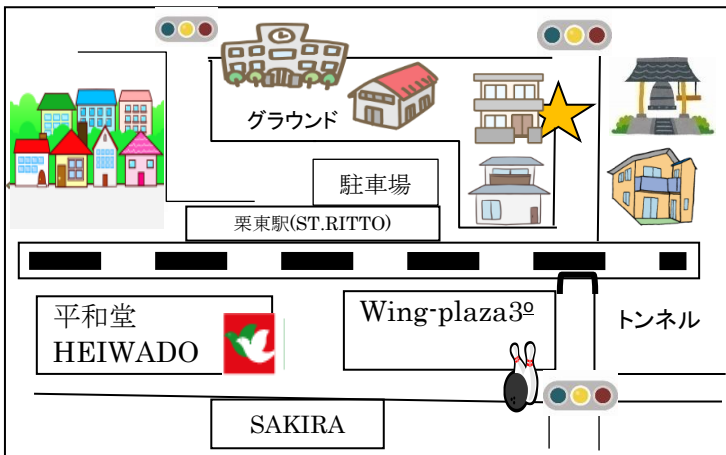 グラウンド
駐車場
栗東駅(ST.RITTO)
平和堂
HEIWADO
Wing-plaza3º
トンネル
SAKIRA